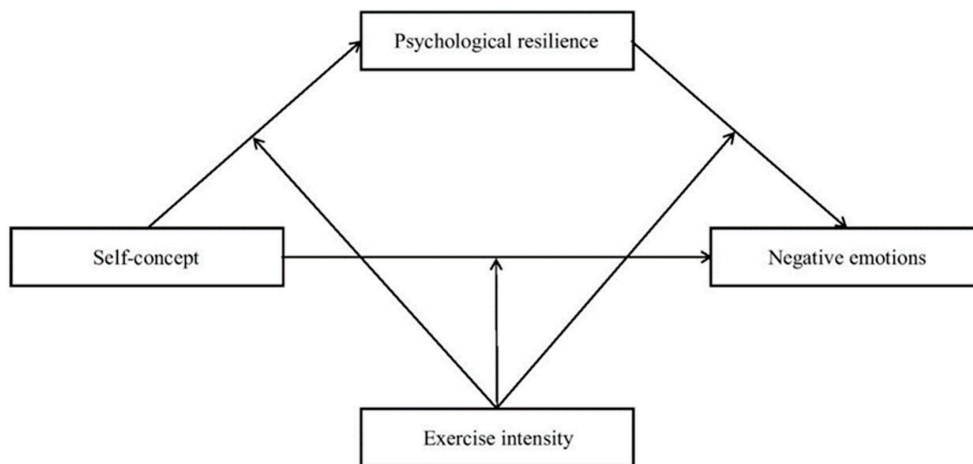 Psychological resilience
Self-concept
Negative emotions
Exercise intensity